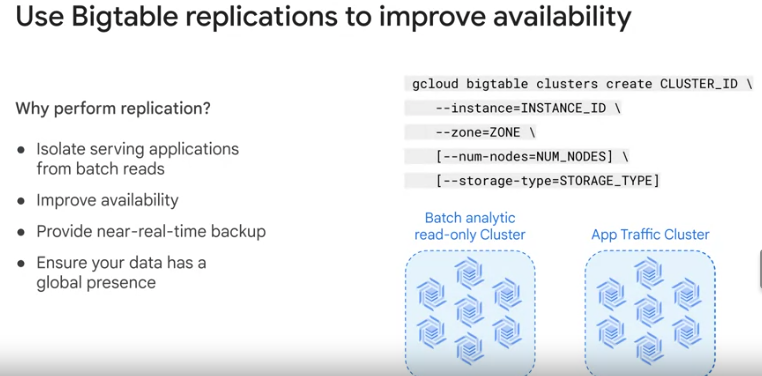 Use Bigtable replications to improve availability
Why perform replication?
• Isolate serving applications
from batch reads
• Improve availability
• Provide near-real-time backup
• Ensure your data has a
global presence
gcloud bigtable clusters create CLUSTER_ID \
--instance=INSTANCE_ID \
--zone=ZONE \
[--num-nodes=NUM_NODES] \
[--storage-type=STORAGE_TYPE]
Batch analytic
read-only Cluster
App Traffic Cluster